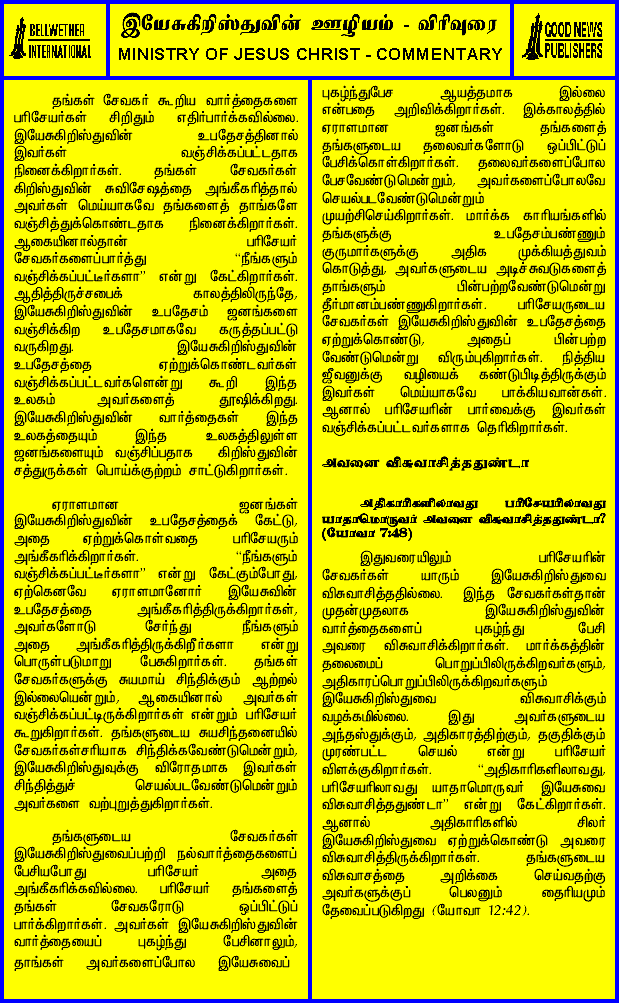 BELLWETHER
INTERNATIONAL
இயேசுகிறிஸ்துவின் ஊழியம் - விரிவுரை
MINISTRY OF JESUS CHRIST - COMMENTARY
GOOD NEWS
PUBLISHERS
தங்கள் சேவகர் கூறிய வார்த்தைகளை
பரிசேயர்கள் சிறிதும் எதிர்பார்க்கவில்லை.
இயேசுகிறிஸ்துவின் உபதேசத்தினால்
இவர்கள் வஞ்சிக்கப்பட்டதாக
நினைக்கிறார்கள். தங்கள் சேவகர்கள்
கிறிஸ்துவின் சுவிசேஷத்தை அங்கீகரித்தால்
அவர்கள் மெய்யாகவே தங்களைத் தாங்களே
வஞ்சித்துக்கொண்டதாக நினைக்கிறார்கள்.
ஆகையினால்தான் பரிசேயர்
சேவகர்களைப்பார்த்து “நீங்களும்
வஞ்சிக்கப்பட்டீர்களா” என்று கேட்கிறார்கள்.
ஆதித்திருச்சபைக் காலத்திலிருந்தே,
இயேசுகிறிஸ்துவின் உபதேசம் ஜனங்களை
வஞ்சிக்கிற உபதேசமாகவே கருத்தப்பட்டு
வருகிறது. இயேசுகிறிஸ்துவின்
உபதேசத்தை ஏற்றுக்கொண்டவர்கள்
வஞ்சிக்கப்பட்டவர்களென்று கூறி இந்த
உலகம் அவர்களைத் தூஷிக்கிறது.
இயேசுகிறிஸ்துவின் வார்த்தைகள் இந்த
உலகத்தையும் இந்த உலகத்திலுள்ள
ஜனங்களையும் வஞ்சிப்பதாக கிறிஸ்துவின்
சத்துருக்கள் பொய்க்குற்றம் சாட்டுகிறார்கள்.
ஏராளமான ஜனங்கள்
இயேசுகிறிஸ்துவின் உபதேசத்தைக் கேட்டு,
அதை ஏற்றுக்கொள்வதை பரிசேயரும்
அங்கீகரிக்கிறார்கள். “நீங்களும்
வஞ்சிக்கப்பட்டீர்களா” என்று கேட்கும்போது,
ஏற்கெனவே ஏராளமானோர் இயேசுவின்
உபதேசத்தை அங்கீகரித்திருக்கிறார்கள்,
அவர்களோடு சேர்ந்து நீங்களும்
அதை அங்கீகரித்திருக்கிறீர்களா என்று
பொருள்படுமாறு பேசுகிறார்கள். தங்கள்
சேவகர்களுக்கு சுயமாய் சிந்திக்கும் ஆற்றல்
இல்லையென்றும், ஆகையினால் அவர்கள்
வஞ்சிக்கப்பட்டிருக்கிறார்கள் என்றும் பரிசேயர்
கூறுகிறார்கள். தங்களுடைய சுயசிந்தனையில்
சேவகர்கள்சரியாக சிந்திக்கவேண்டுமென்றும்,
இயேசுகிறிஸ்துவுக்கு விரோதமாக இவர்கள்
சிந்தித்துச் செயல்படவேண்டுமென்றும்
அவர்களை வற்புறுத்துகிறார்கள்.
தங்களுடைய சேவகர்கள்
இயேசுகிறிஸ்துவைப்பற்றி நல்வார்த்தைகளைப்
பேசியபோது பரிசேயர் அதை
அங்கீகரிக்கவில்லை. பரிசேயர் தங்களைத்
தங்கள் சேவகரோடு ஒப்பிட்டுப்
பார்க்கிறார்கள். அவர்கள் இயேசுகிறிஸ்துவின்
வார்த்தையைப் புகழ்ந்து பேசினாலும்,
தாங்கள் அவர்களைப்போல இயேசுவைப்
புகழ்ந்துபேச ஆயத்தமாக இல்லை
என்பதை அறிவிக்கிறார்கள். இக்காலத்தில்
ஏராளமான ஜனங்கள் தங்களைத்
தங்களுடைய தலைவர்களோடு ஒப்பிட்டுப்
பேசிக்கொள்கிறார்கள். தலைவர்களைப்போல
பேசவேண்டுமென்றும், அவர்களைப்போலவே
செயல்படவேண்டுமென்றும்
முயற்சிசெய்கிறார்கள். மார்க்க காரியங்களில்
தங்களுக்கு உபதேசம்பண்ணும்
குருமார்களுக்கு அதிக முக்கியத்துவம்
கொடுத்து, அவர்களுடைய அடிச்சுவடுகளைத்
தாங்களும் பின்பற்றவேண்டுமென்று
தீர்மானம்பண்ணுகிறார்கள். பரிசேயருடைய
சேவகர்கள் இயேசுகிறிஸ்துவின் உபதேசத்தை
ஏற்றுக்கொண்டு, அதைப் பின்பற்ற
வேண்டுமென்று விரும்புகிறார்கள். நித்திய
ஜீவனுக்கு வழியைக் கண்டுபிடித்திருக்கும்
இவர்கள் மெய்யாகவே பாக்கியவான்கள்.
ஆனால் பரிசேயரின் பார்வைக்கு இவர்கள்
வஞ்சிக்கப்பட்டவர்களாக தெரிகிறார்கள்.
அவனை விசுவாசித்ததுண்டா
அதிகாரிகளிலாவது பரிசேயரிலாவது
யாதாமொருவர் அவனை விசுவாசித்ததுண்டா?
(யோவா 7:48)
இதுவரையிலும் பரிசேயரின்
சேவகர்கள் யாரும் இயேசுகிறிஸ்துவை
விசுவாசித்ததில்லை. இந்த சேவகர்கள்தான்
முதன்முதலாக இயேசுகிறிஸ்துவின்
வார்த்தைகளைப் புகழ்ந்து பேசி
அவரை விசுவாசிக்கிறார்கள். மார்க்கத்தின்
தலைமைப் பொறுப்பிலிருக்கிறவர்களும்,
அதிகாரப்பொறுப்பிலிருக்கிறவர்களும்
இயேசுகிறிஸ்துவை விசுவாசிக்கும்
வழக்கமில்லை. இது அவர்களுடைய
அந்தஸ்துக்கும், அதிகாரத்திற்கும், தகுதிக்கும்
முரண்பட்ட செயல் என்று பரிசேயர்
விளக்குகிறார்கள். “அதிகாரிகளிலாவது,
பரிசேயரிலாவது யாதாமொருவர் இயேசுவை
விசுவாசித்ததுண்டா” என்று கேட்கிறார்கள்.
ஆனால் அதிகாரிகளில் சிலர்
இயேசுகிறிஸ்துவை ஏற்றுக்கொண்டு அவரை
விசுவாசித்திருக்கிறார்கள். தங்களுடைய
விசுவாசத்தை அறிக்கை செய்வதற்கு
அவர்களுக்குப் பெலனும் தைரியமும்
தேவைப்படுகிறது (யோவா 12:42).